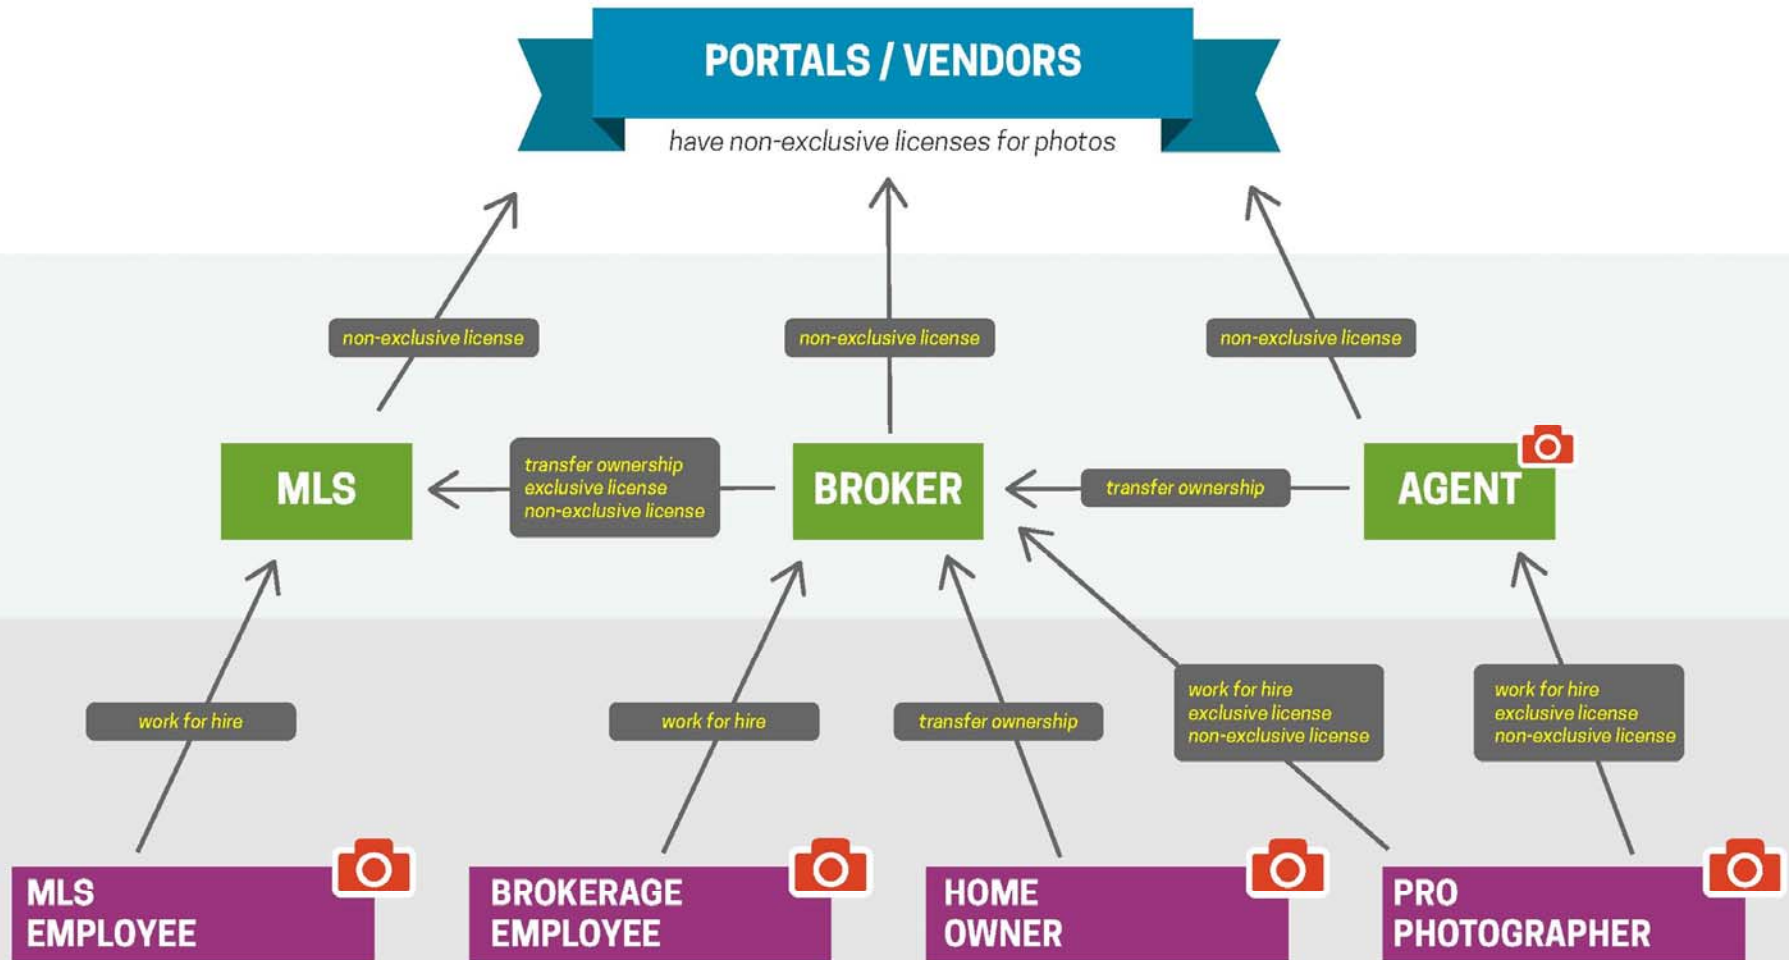 PORTALS / VENDORS
have non-exclusive licenses for photos
non-exclusive license
non-exclusive license
non-exclusive license
MLS
transfer ownership
exclusive license
non-exclusive license
BROKER
transfer ownership
AGENT
work for hire
work for hire
transfer ownership
work for hire
exclusive license
non-exclusive license
work for hire
exclusive license
non-exclusive license
MLS
EMPLOYEE
BROKERAGE
EMPLOYEE
HOME
OWNER
PRO
PHOTOGRAPHER